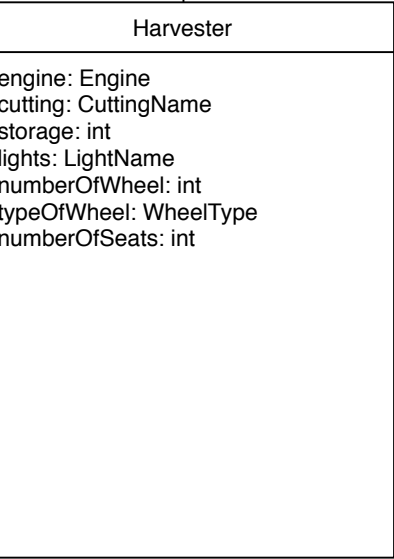 Harvester
engine: Engine
cutting: CuttingName
storage: int
lights: LightName
numberOfWheel: int
typeOfWheel: WheelType
numberOfSeats: int